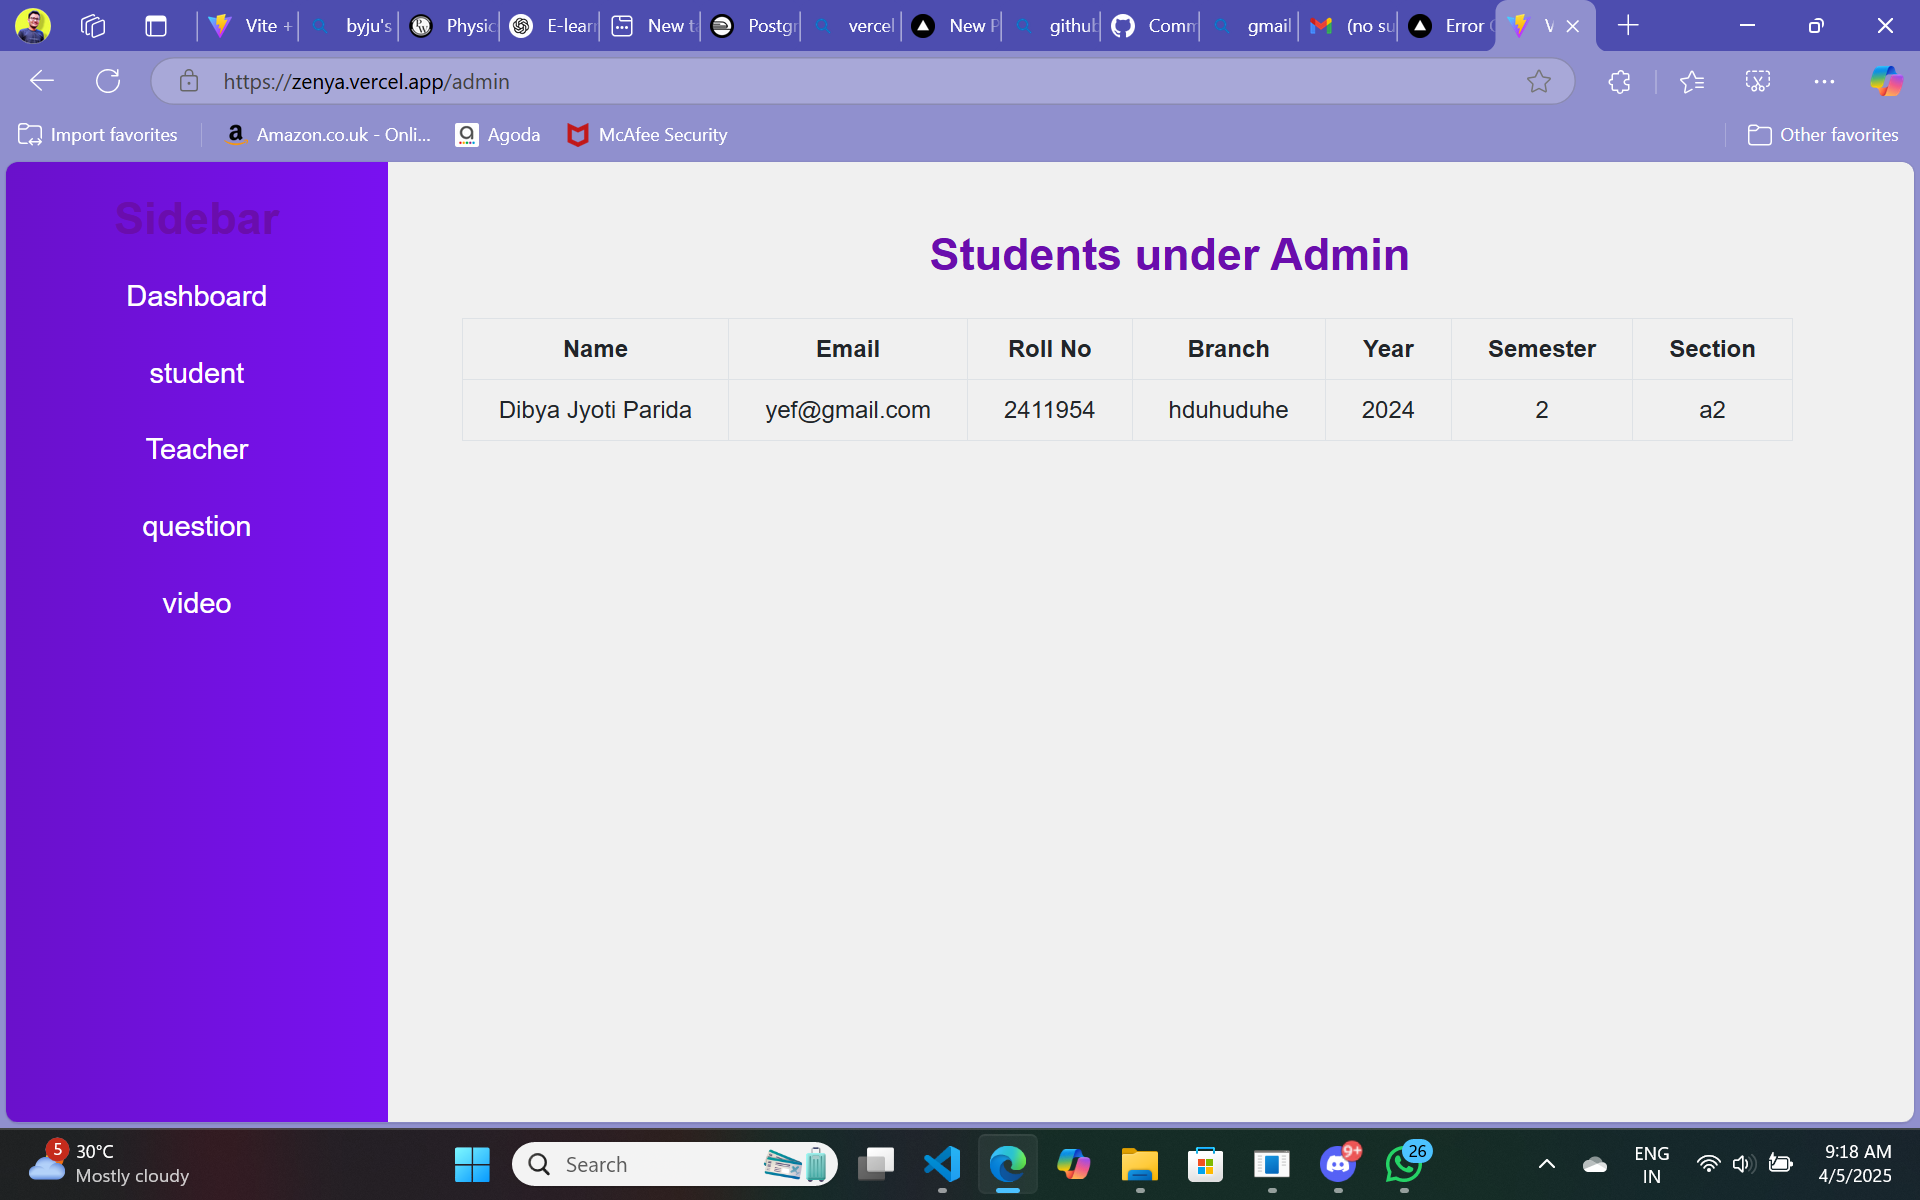 Vite +
byju's
Physic
E-lear
New ta
Postgr
vercel
New P
github
Comm
gmail
(no su
Error
https://zenya.vercel.app/admin
Import favorites
Amazon.co.uk - Onli...
Agoda
McAfee Security
Other favorites
Sidebar
Dashboard
student
Teacher
question
video
Students under Admin
Name Email Roll No Branch Year Semester Section
Dibya Jyoti Parida yef@gmail.com 2411954 hduhuduhe 2024 2 a2
5
30°C
Mostly cloudy
Search
9+
26
ENG
IN
9:18 AM
4/5/2025